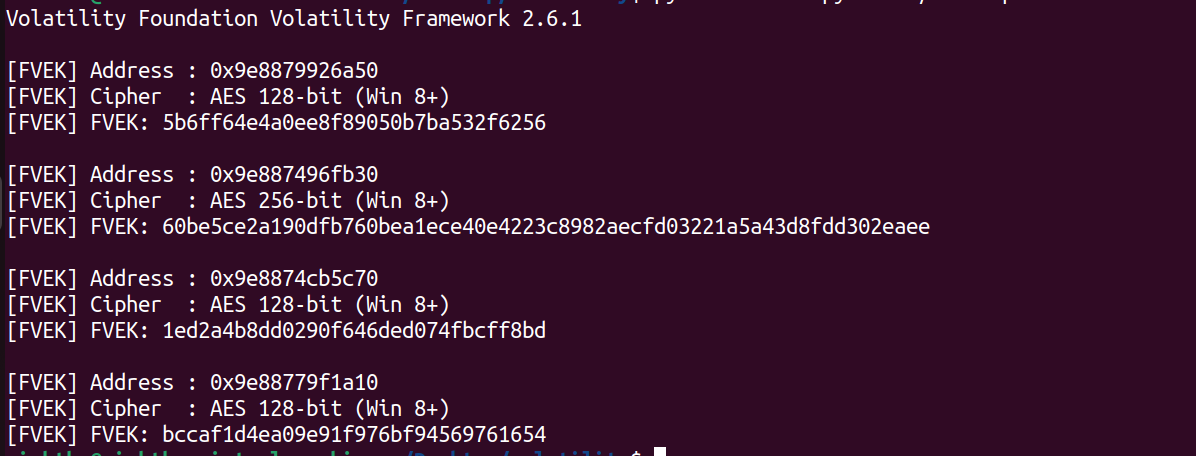 Volatility Foundation Volatility Framework 2.6.1
[FVEK] Address : 0x9e8879926a50
[FVEK] Cipher  : AES 128-bit (Win 8+)
[FVEK] FVEK: 5b6ff64e4a0ee8f89050b7ba532f6256
[FVEK] Address : 0x9e887496fb30
[FVEK] Cipher  : AES 256-bit (Win 8+)
[FVEK] FVEK: 60be5ce2a190dfb760bea1ece40e4223c8982aecfd03221a5a43d8fdd302eaee
[FVEK] Address : 0x9e8874cb5c70
[FVEK] Cipher  : AES 128-bit (Win 8+)
[FVEK] FVEK: 1ed2a4b8dd0290f646ded074fbcff8bd
[FVEK] Address : 0x9e88779f1a10
[FVEK] Cipher  : AES 128-bit (Win 8+)
[FVEK] FVEK: bccaf1d4ea09e91f976bf94569761654